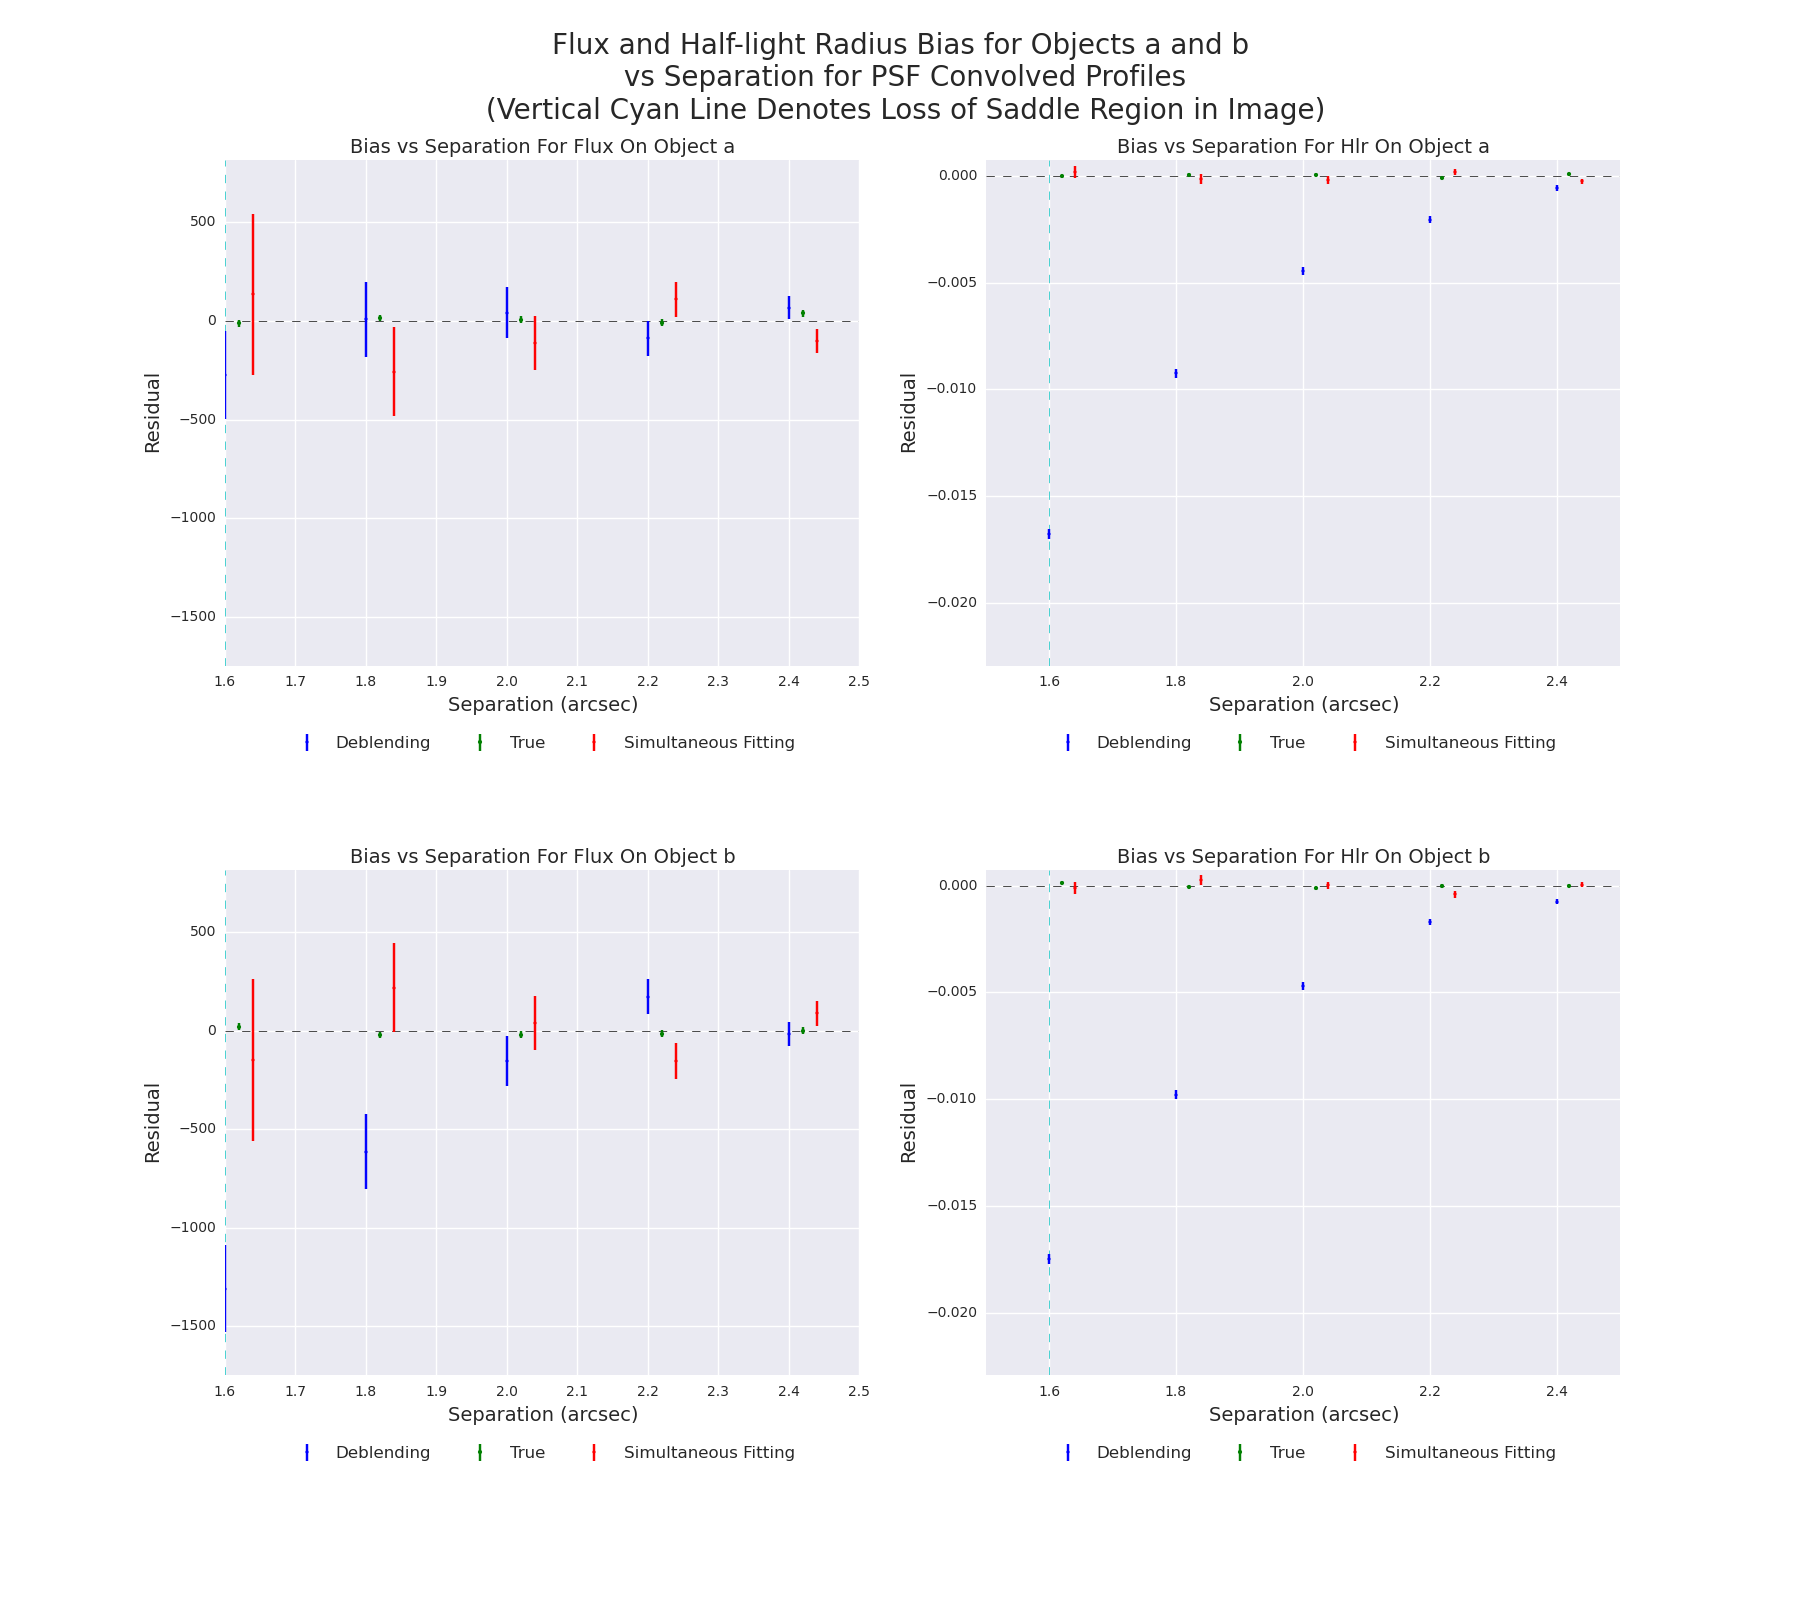 Flux and Half-light Radius Bias for Objects a and b
vs Separation for PSF Convolved Profiles
(Vertical Cyan Line Denotes Loss of Saddle Region in Image)
Bias vs Separation For Flux On Object a
500
0
−500
−1000
−1500
Residual
1.6 1.7 1.8 1.9 2.0 2.1 2.2 2.3 2.4 2.5
Separation (arcsec)
Deblending True Simultaneous Fitting
Bias vs Separation For Hlr On Object a
0.000
−0.005
−0.010
−0.015
−0.020
Residual
1.6 1.8 2.0 2.2 2.4
Separation (arcsec)
Deblending True Simultaneous Fitting
Bias vs Separation For Flux On Object b
500
0
−500
−1000
−1500
Residual
1.6 1.7 1.8 1.9 2.0 2.1 2.2 2.3 2.4 2.5
Separation (arcsec)
Deblending True Simultaneous Fitting
Bias vs Separation For Hlr On Object b
0.000
−0.005
−0.010
−0.015
−0.020
Residual
1.6 1.8 2.0 2.2 2.4
Separation (arcsec)
Deblending True Simultaneous Fitting